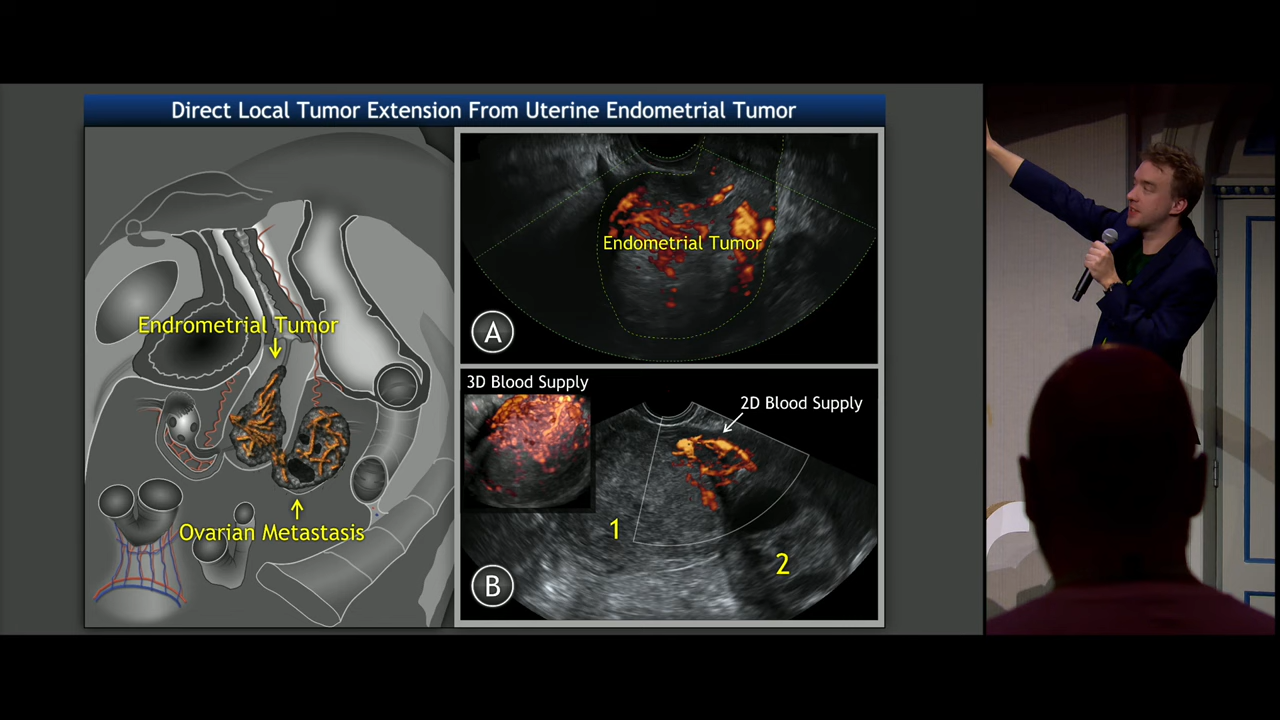 Direct Local Tumor Extension From Uterine Endometrial Tumor
Endrometrial Tumor
Ovarian Metastasis
Endometrial Tumor
A
3D Blood Supply
2D Blood Supply
1
2
B